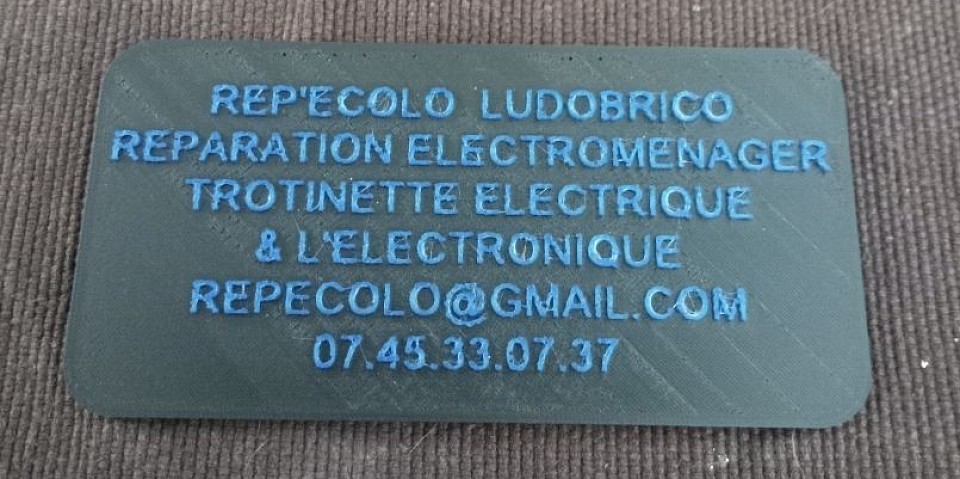 REP'ECOLO LUDOBRICO
REPARATION ELECTROMENAGER
TROTINETTE ELECTRIQUE
& L'ELECTRONIQUE
REPECOLO@GMAIL.COM
07.45.33.07.37